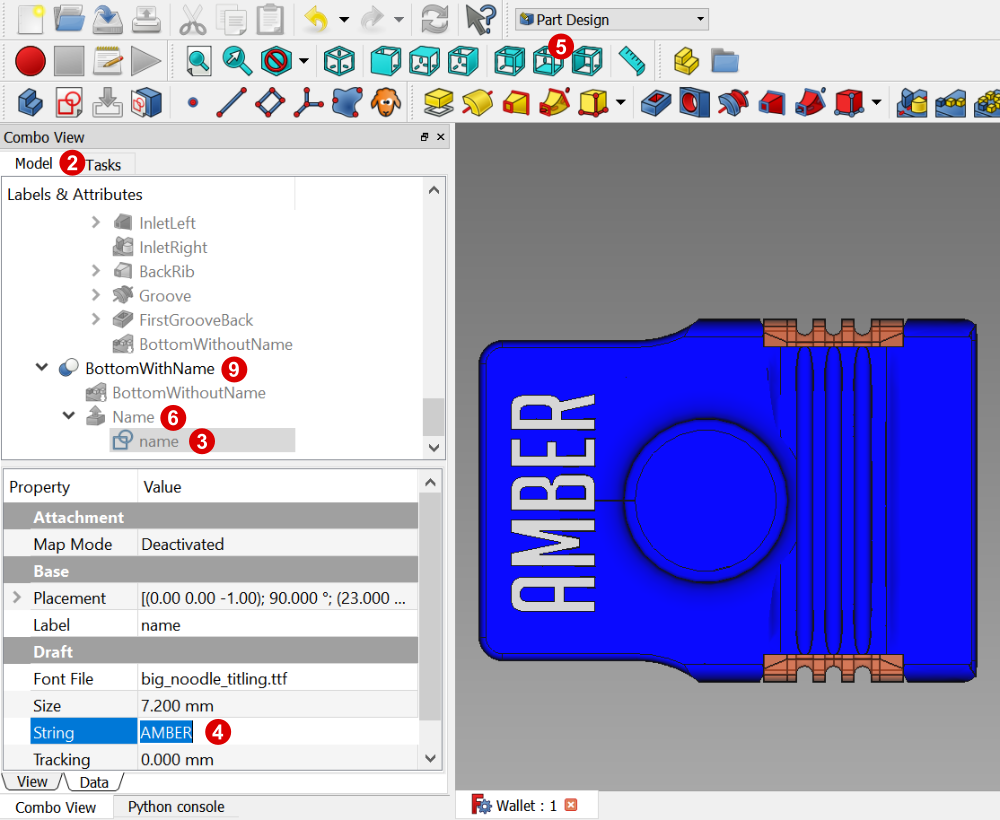 Part Design
5
Combo View
Model 2 Tasks
Labels & Attributes
InletLeft
InletRight
BackRib
Groove
FirstGrooveBack
BottomWithoutName
BottomWithName 9
BottomWithoutName
Name 6
name 3
Property Value
Attachment
Map Mode Deactivated
Base
Placement [(0.00 0.00 -1.00); 90.000 °; (23.000 ...
Label name
Draft
Font File big_noodle_titling.ttf
Size 7.200 mm
String AMBER 4
Tracking 0.000 mm
View Data
Combo View Python console
AMBER
Wallet : 1